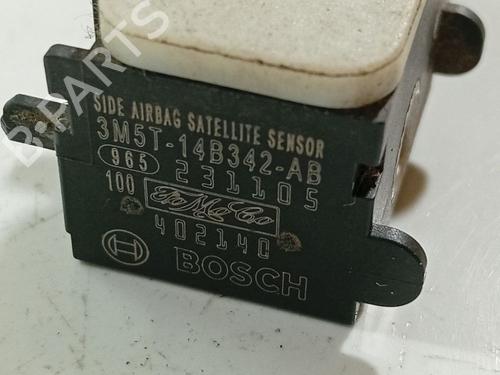 B-PARTS
SIDE AIRBAG SATELLITE SENSOR
3M5T-14B342-AB
965 231105
100 FoMoCo
402140
BOSCH